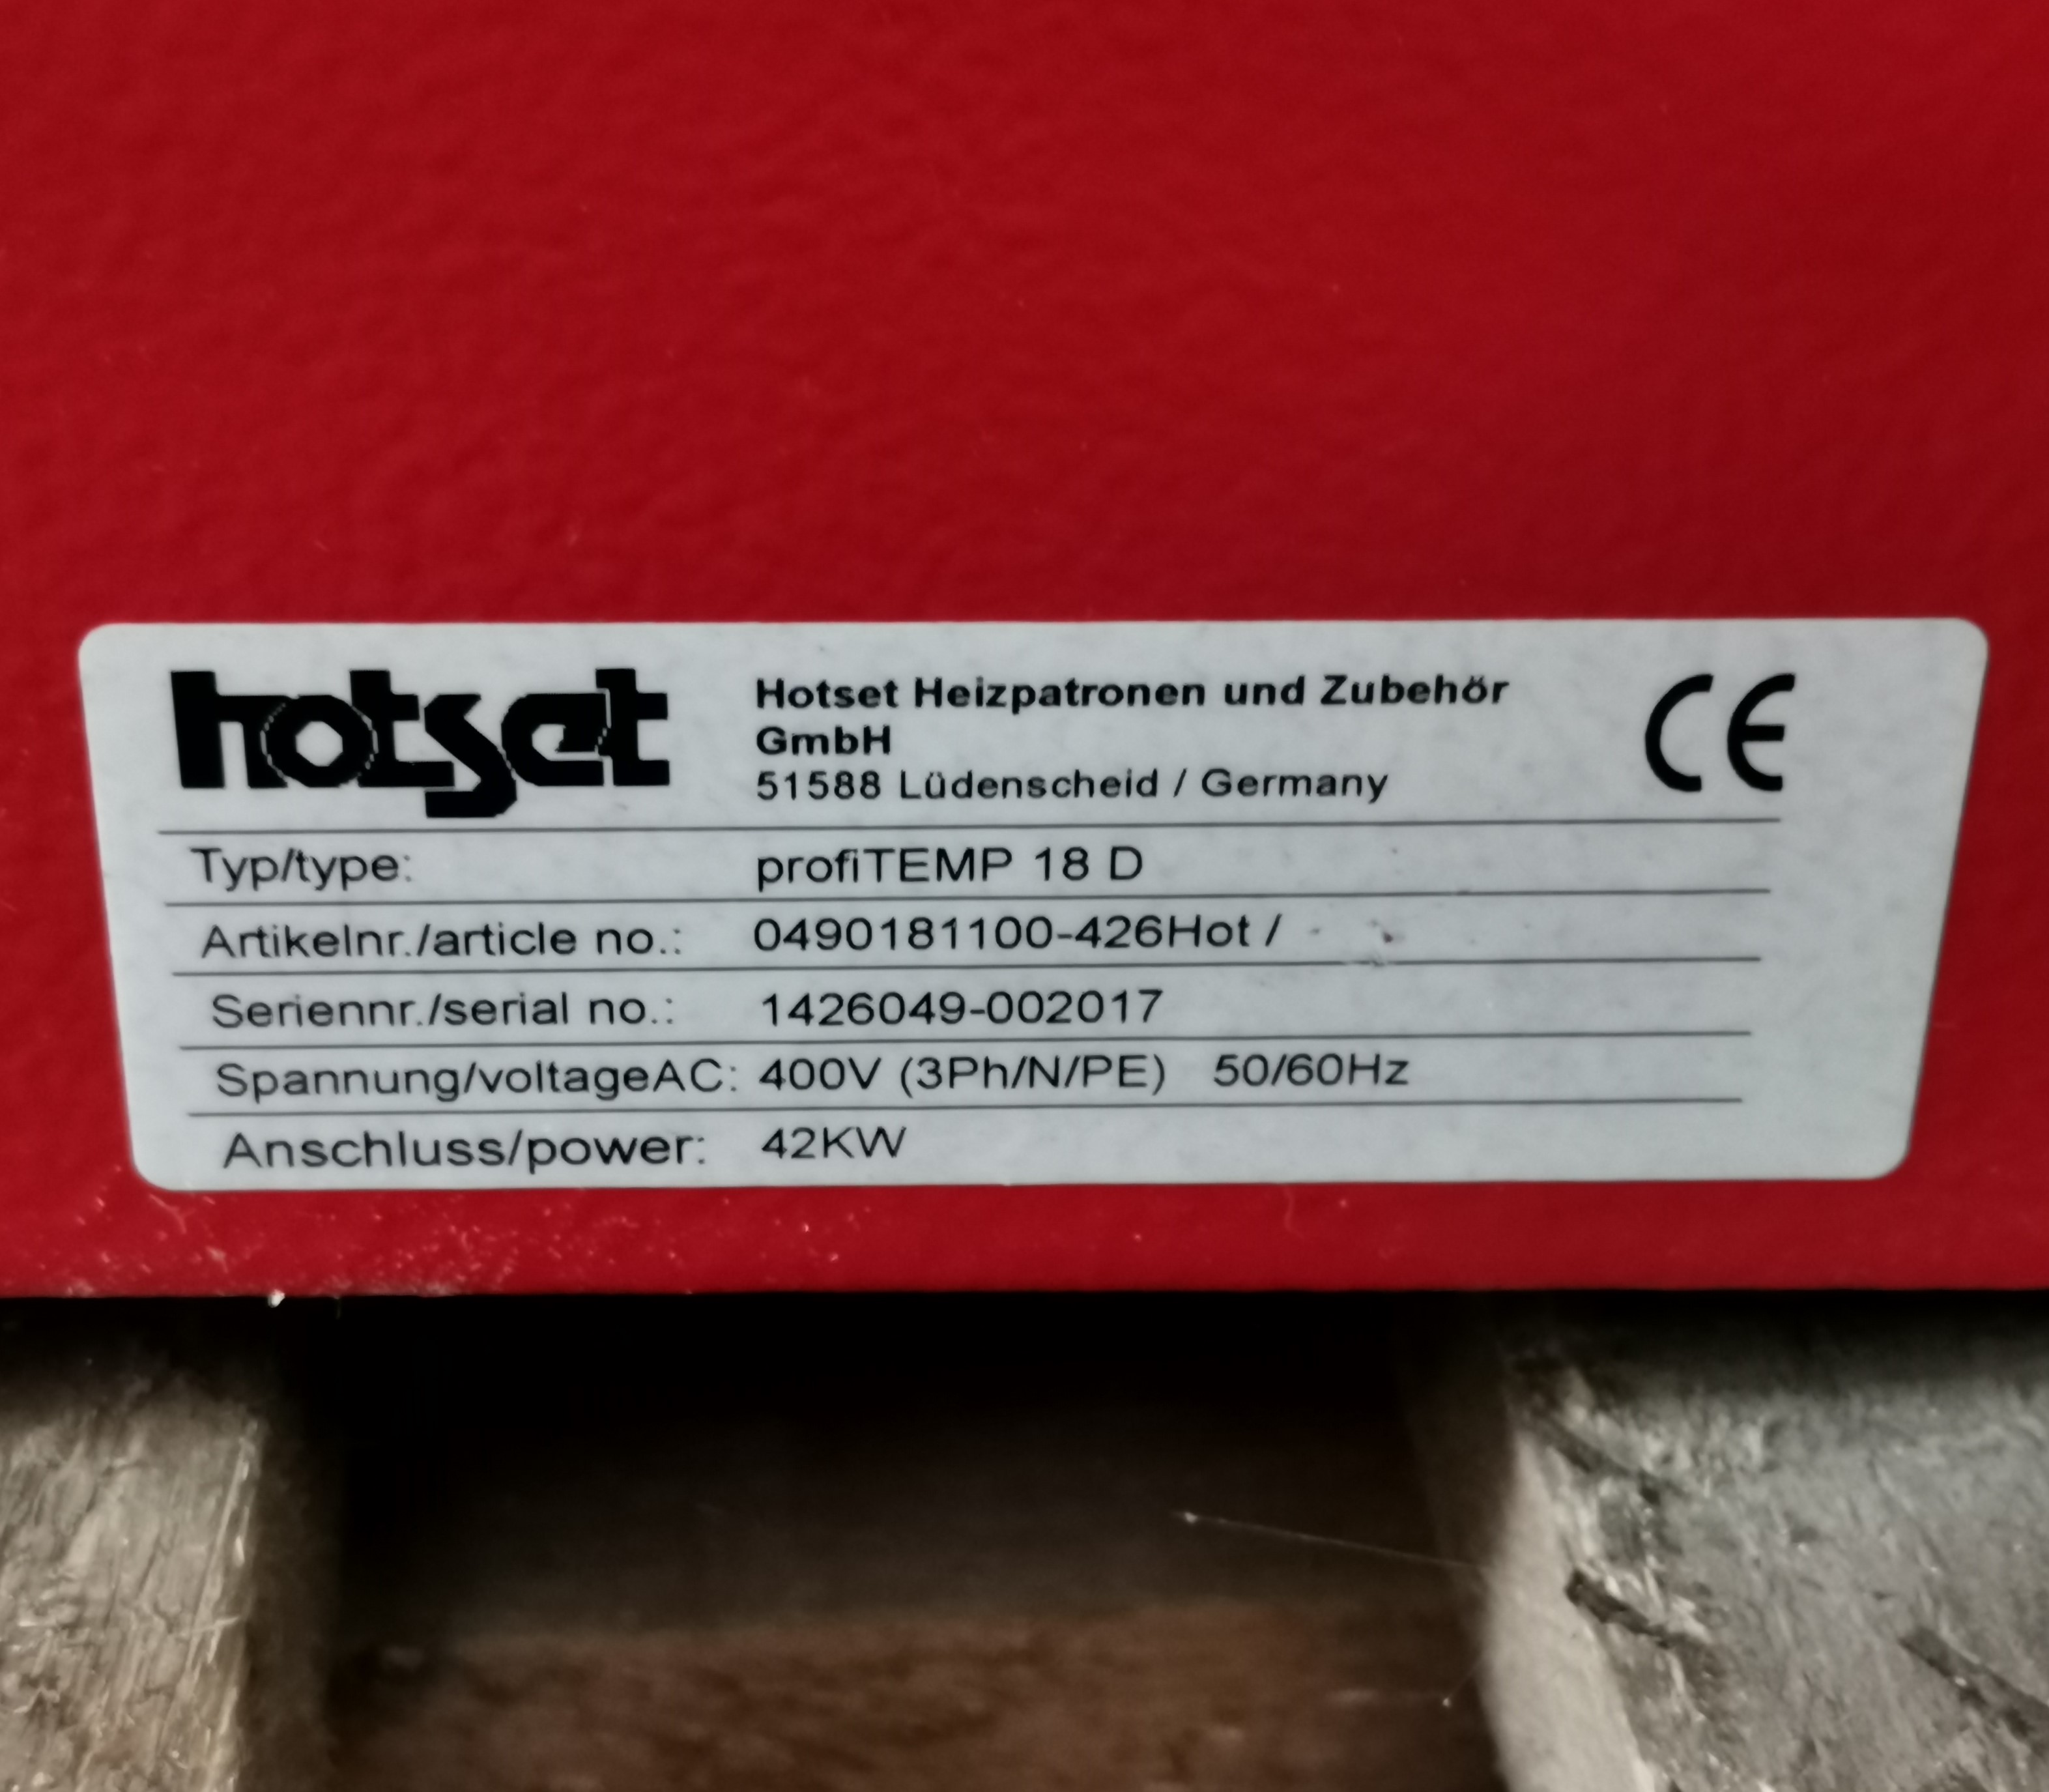 hotset
Hotset Heizpatronen und Zubehör
GmbH
51588 Lüdenscheid / Germany
CE
Typ/type: profiTEMP 18 D
Artikelnr./article no.: 0490181100-426Hot /
Seriennr./serial no.: 1426049-002017
Spannung/voltageAC: 400V (3Ph/N/PE) 50/60Hz
Anschluss/power: 42KW